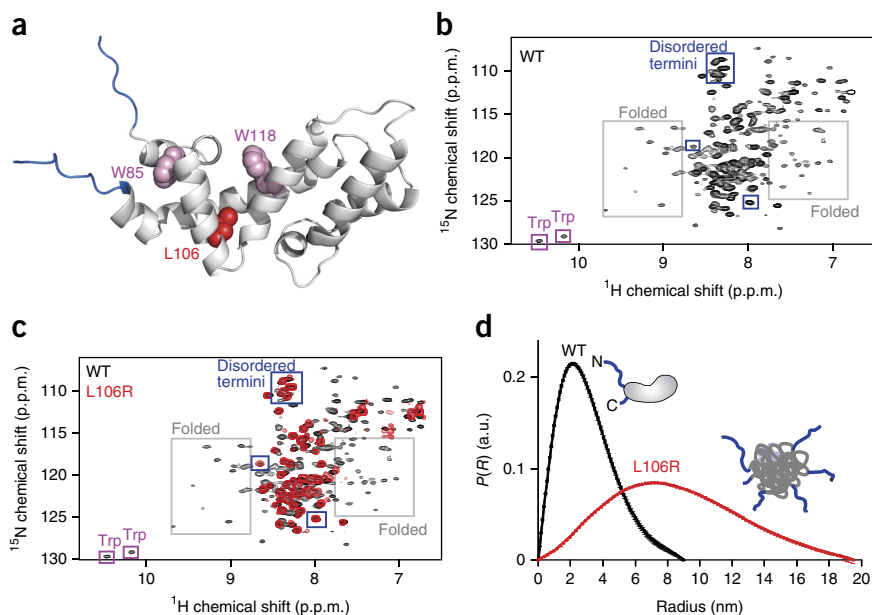 a
W118
W85
L106
b
WT
Disordered
termini
Folded
Folded
Trp
Trp
110
115
120
125
130
10
9
8
7
¹⁵N chemical shift (p.p.m.)
¹H chemical shift (p.p.m.)
c
WT
L106R
Disordered
termini
Folded
Folded
Trp
Trp
110
115
120
125
130
10
9
8
7
¹⁵N chemical shift (p.p.m.)
¹H chemical shift (p.p.m.)
d
WT
N
C
L106R
0.2
0.1
0
P(R) (a.u.)
0 2 4 6 8 10 12 14 16 18 20
Radius (nm)